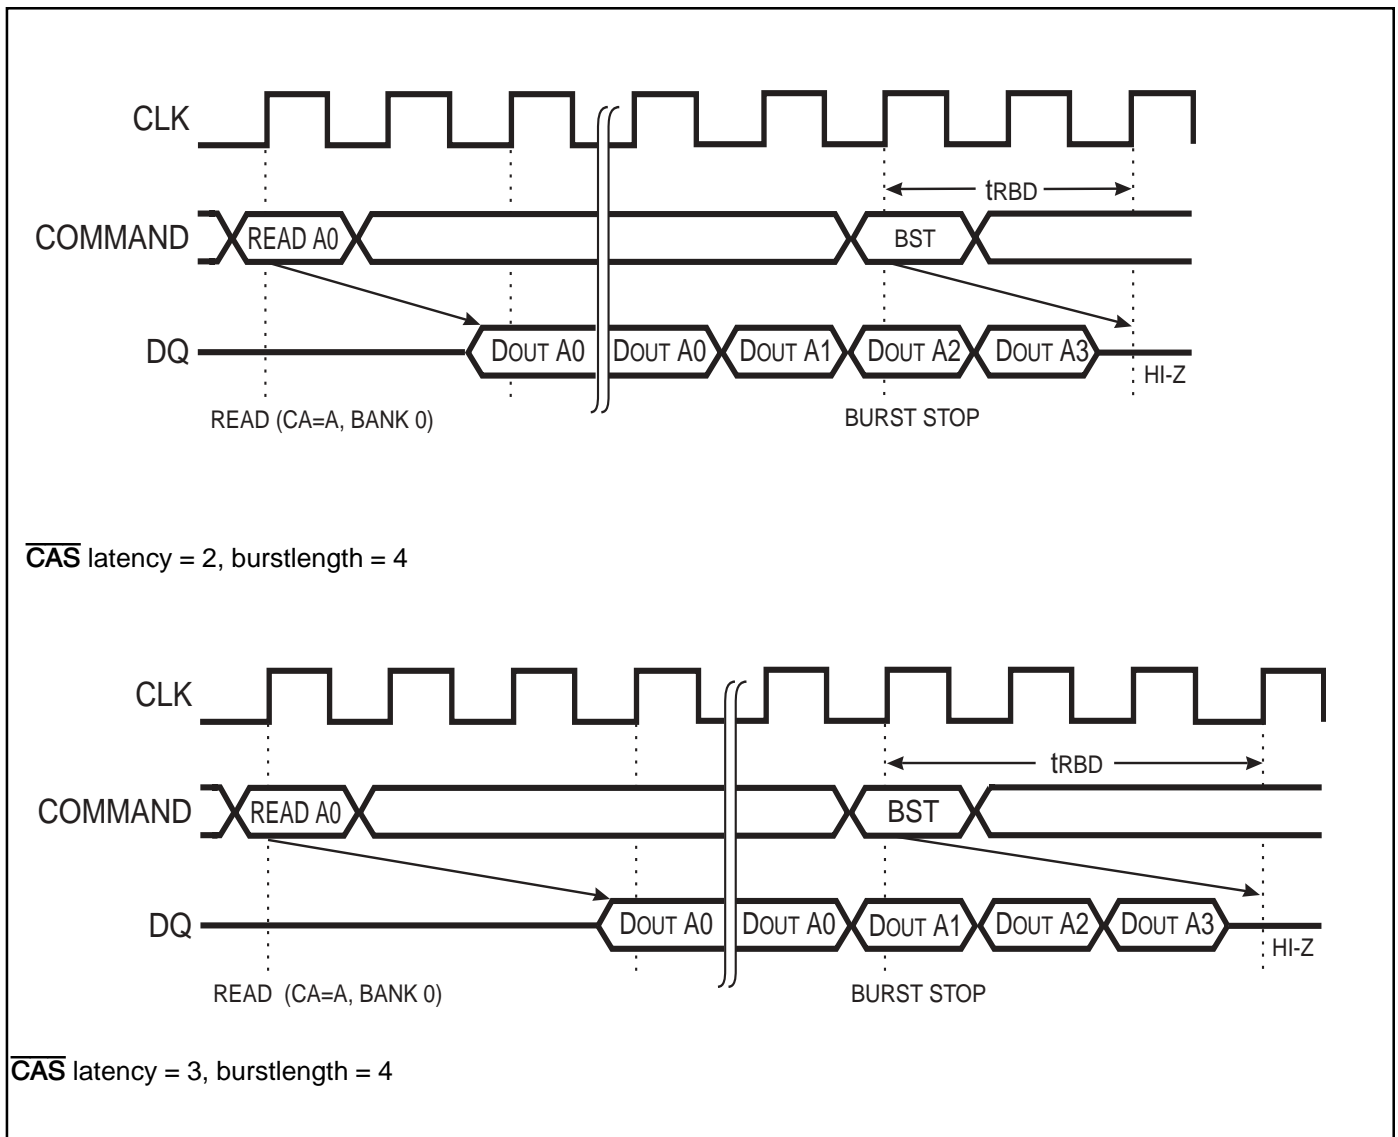 CLK
tRBD
COMMAND READ A0 BST
DQ DOUT A0 DOUT A0 DOUT A1 DOUT A2 DOUT A3 HI-Z
READ (CA=A, BANK 0) BURST STOP
CAS latency = 2, burstlength = 4
CLK
tRBD
COMMAND READ A0 BST
DQ DOUT A0 DOUT A0 DOUT A1 DOUT A2 DOUT A3 HI-Z
READ (CA=A, BANK 0) BURST STOP
CAS latency = 3, burstlength = 4